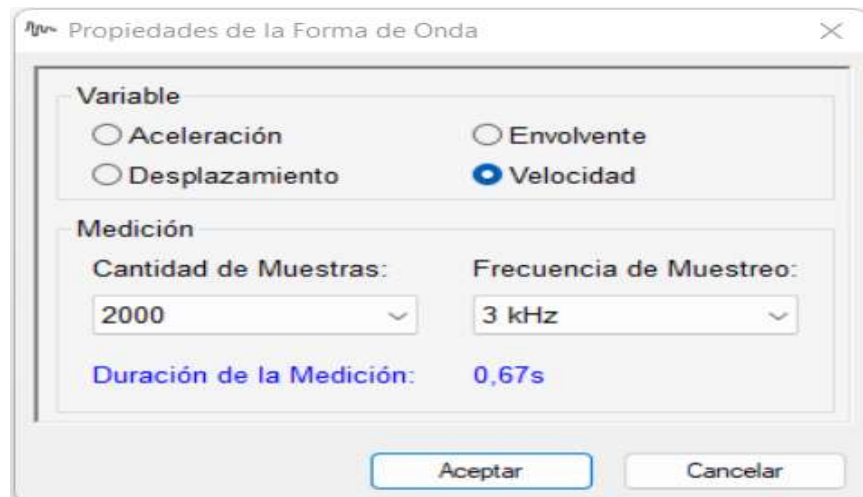 Propiedades de la Forma de Onda
Variable
Aceleración Envolvente
Desplazamiento Velocidad
Medición
Cantidad de Muestras: Frecuencia de Muestreo:
2000 3 kHz
Duración de la Medición: 0,67s
Aceptar Cancelar